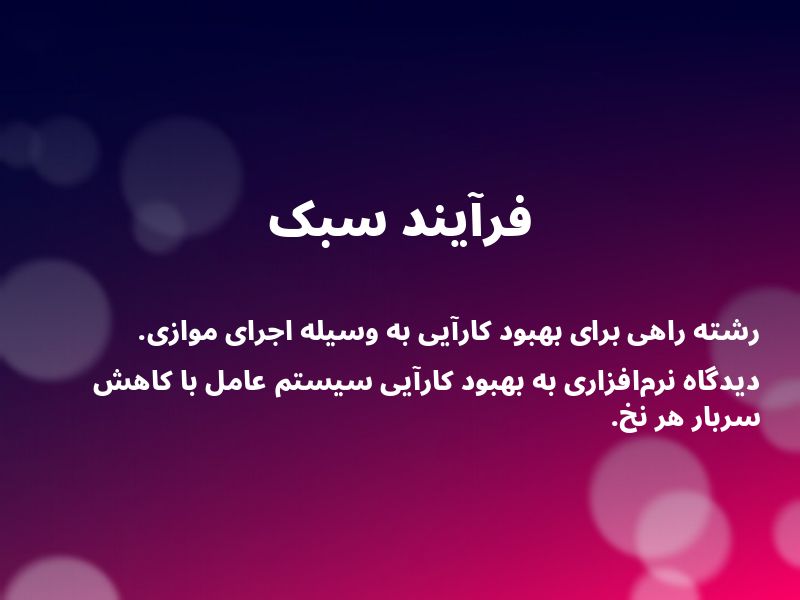 فرآیند سبک
رشته راهی برای بهبود کارآیی به وسیله اجرای موازی.
دیدگاه نرم‌افزاری به بهبود کارآیی سیستم عامل با کاهش
سربار هر نخ.